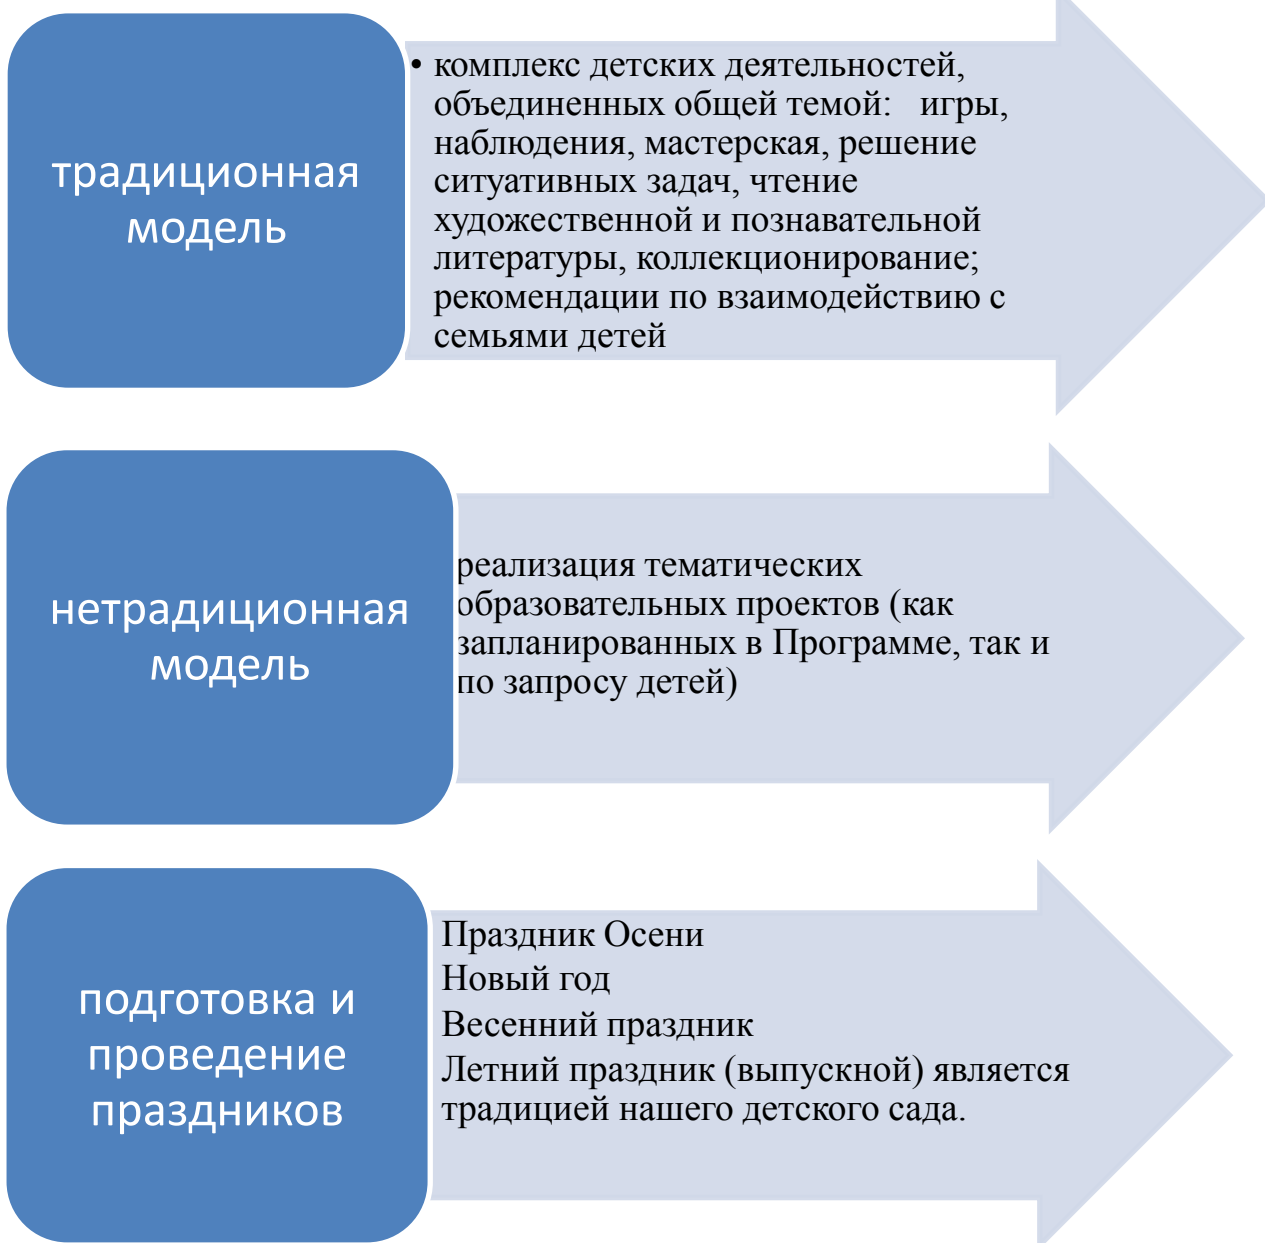 традиционная
модель
• комплекс детских деятельностей,
объединенных общей темой: игры,
наблюдения, мастерская, решение
ситуативных задач, чтение
художественной и познавательной
литературы, коллекционирование;
рекомендации по взаимодействию с
семьями детей
нетрадиционная
модель
реализация тематических
образовательных проектов (как
запланированных в Программе, так и
по запросу детей)
подготовка и
проведение
праздников
Праздник Осени
Новый год
Весенний праздник
Летний праздник (выпускной) является
традицией нашего детского сада.